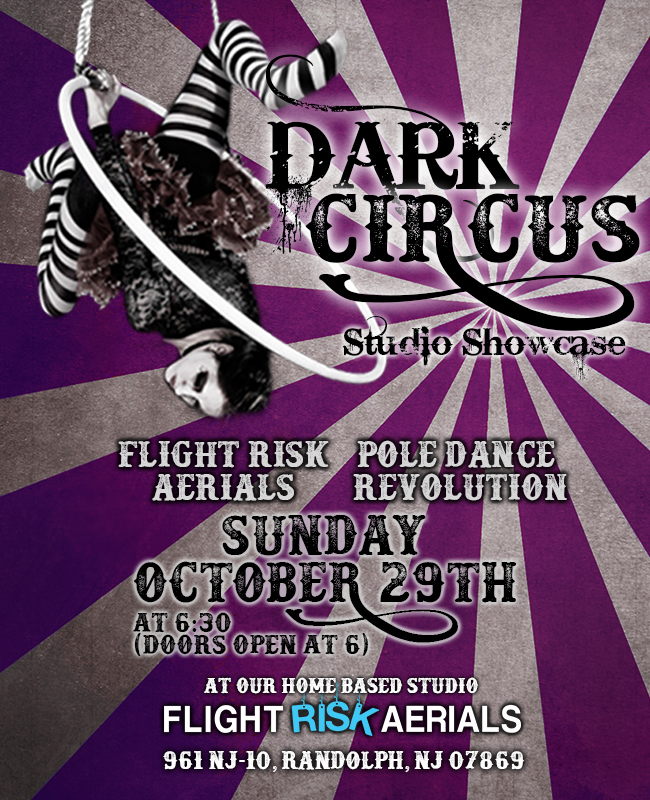 DARK
CIRCUS
Studio Showcase
FLIGHT RISK
AERIALS
POLE DANCE
REVOLUTION
SUNDAY
OCTOBER 29TH
AT 6:30
(DOORS OPEN AT 6)
AT OUR HOME BASED STUDIO
FLIGHT RISK AERIALS
961 NJ-10, RANDOLPH, NJ 07869